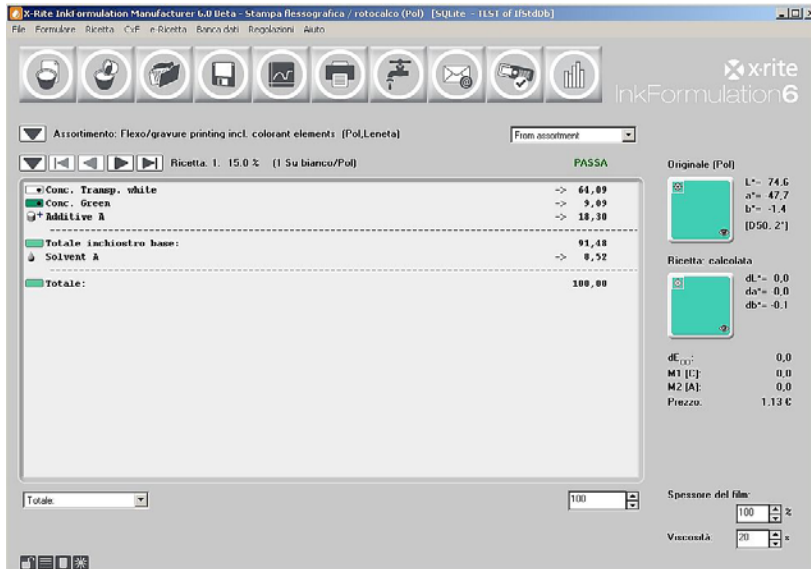 X-Rite InkFormulation Manufacturer 6.0 Beta - Stampa flessografica / rotocalco (Pol) [SQLite - TEST of IfStdDb]
File Formulare Ricetta CxF e-Ricetta Banca dati Regolazioni Aiuto
x·rite
InkFormulation6
Assortimento: Flexo/gravure printing incl. colorant elements (Pol,Leneta)
From assortment
Ricetta: 1. 15.0 % (1 Su bianco/Pol)
PASSA
Conc. Transp. white -> 64,09
Conc. Green -> 9,09
Additive A -> 18,30
Totale inchiostro base: 91,48
Solvent A -> 8,52
Totale: 100,00
Originale (Pol)
L*= 74,6
a*= -47,7
b*= -1,4
[D50, 2°]
Ricetta: calcolata
dL*= 0,0
da*= 0,0
db*= -0,1
dE00: 0,0
M1 [C]: 0,0
M2 [A]: 0,0
Prezzo: 1,13 €
Totale:
100
Spessore del film:
100 %
Viscosità: 20 s